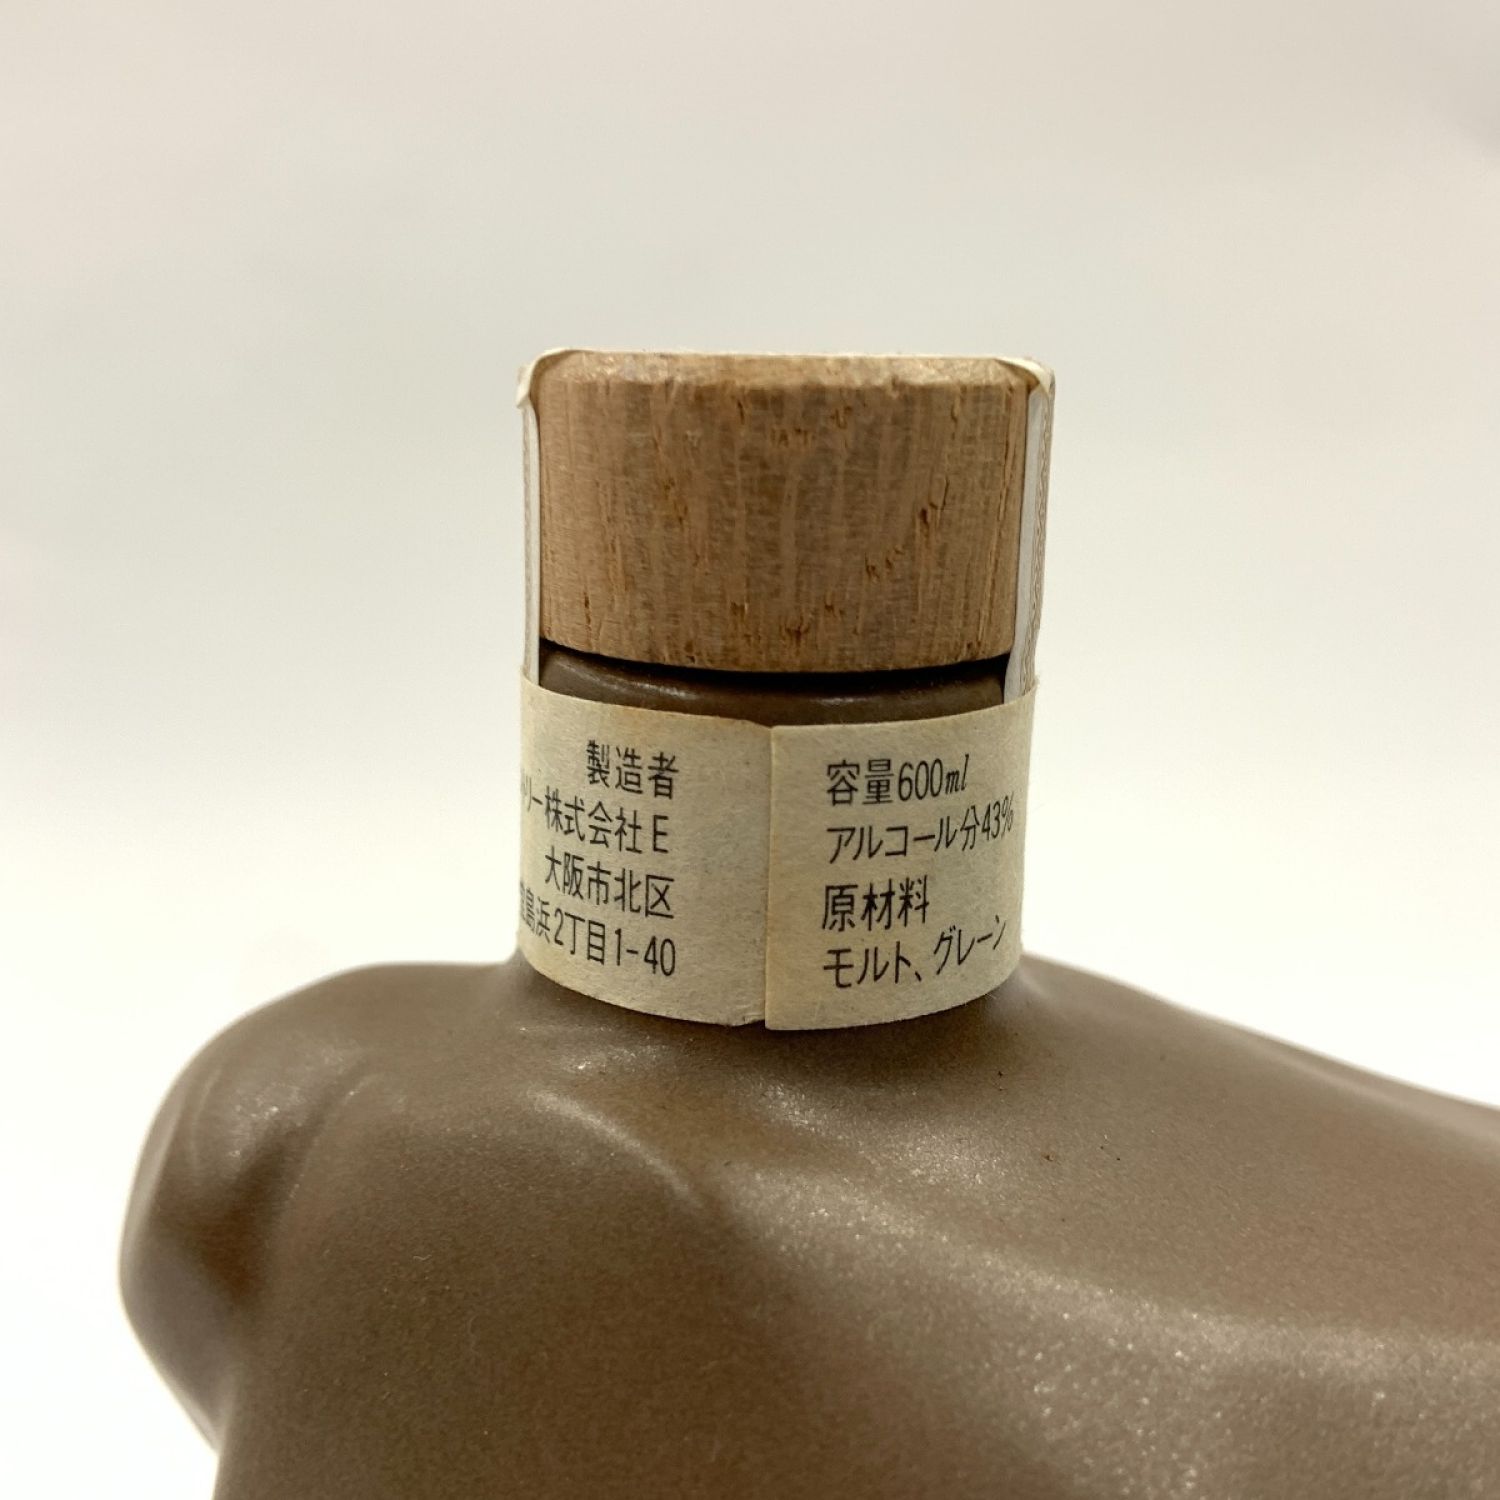 製造者
リー株式会社 E
大阪市北区
島浜2丁目1-40
容量600ml
アルコール分43%
原材料
モルト、グレーン